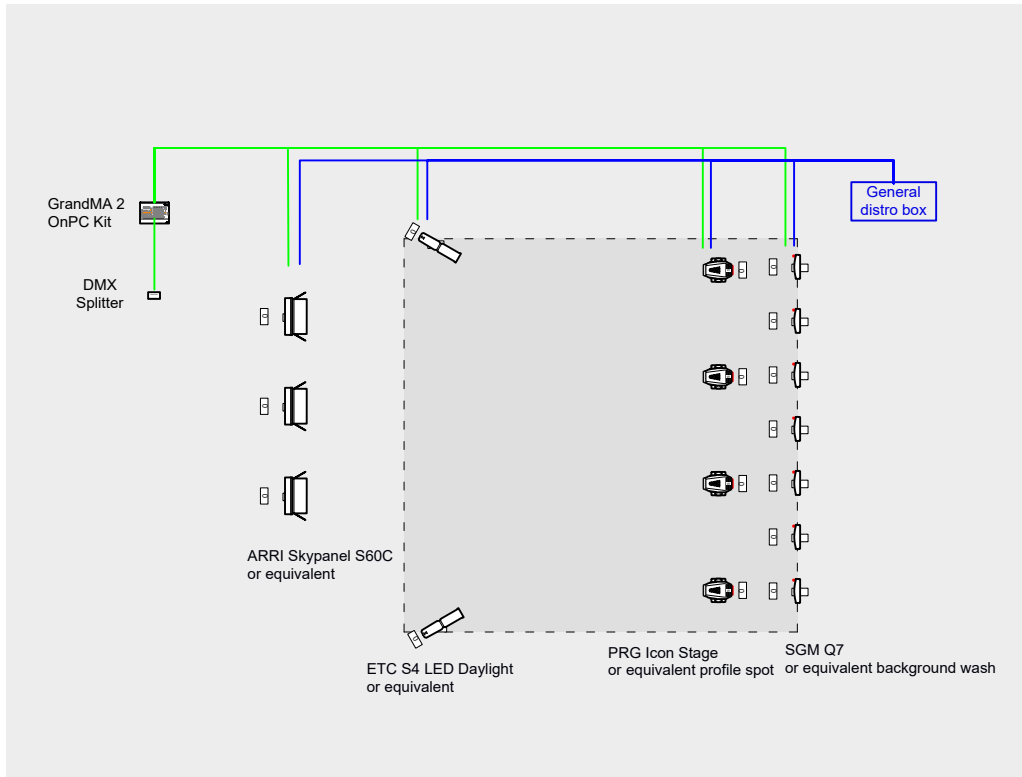 GrandMA 2
OnPC Kit
General
distro box
DMX
Splitter
ARRI Skypanel S60C
or equivalent
ETC S4 LED Daylight
or equivalent
PRG Icon Stage
or equivalent profile spot
SGM Q7
or equivalent background wash